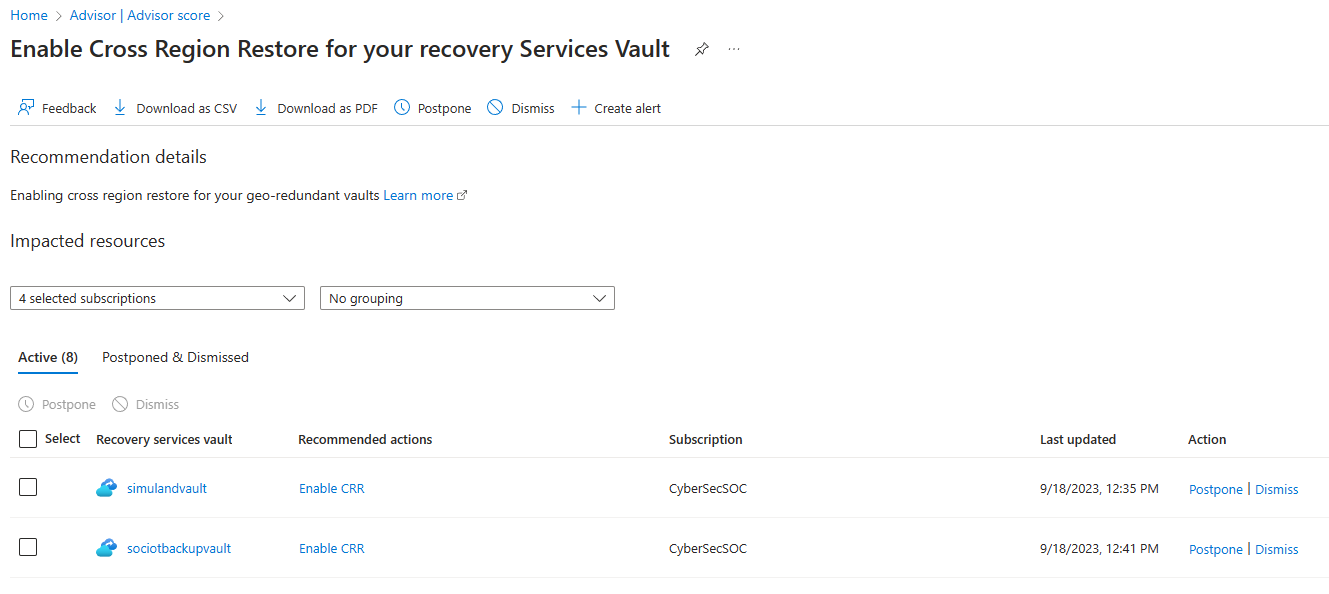 Home > Advisor | Advisor score >
Enable Cross Region Restore for your recovery Services Vault ...
Feedback Download as CSV Download as PDF Postpone Dismiss Create alert
Recommendation details
Enabling cross region restore for your geo-redundant vaults Learn more
Impacted resources
4 selected subscriptions No grouping
Active (8) Postponed & Dismissed
Postpone Dismiss
Select Recovery services vault Recommended actions Subscription Last updated Action
simulandvault Enable CRR CyberSecSOC 9/18/2023, 12:35 PM Postpone | Dismiss
sociotbackupvault Enable CRR CyberSecSOC 9/18/2023, 12:41 PM Postpone | Dismiss